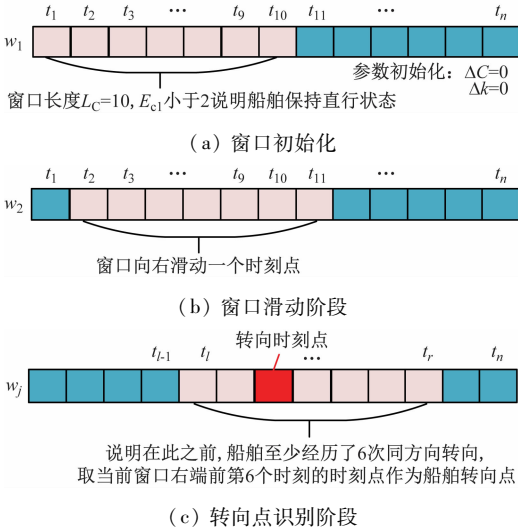 t1 t2 t3 ··· t9 t10 t11 ··· tn
w1
参数初始化：ΔC=0
Δk=0
窗口长度LC=10, Ec1小于2说明船舶保持直行状态
（a）窗口初始化
t1 t2 t3 ··· t9 t10 t11 ··· tn
w2
窗口向右滑动一个时刻点
（b）窗口滑动阶段
转向时刻点
tl-1 tl ··· tr tn
wj
说明在此之前, 船舶至少经历了6次同方向转向,
取当前窗口右端前第6个时刻的时刻点作为船舶转向点
（c）转向点识别阶段